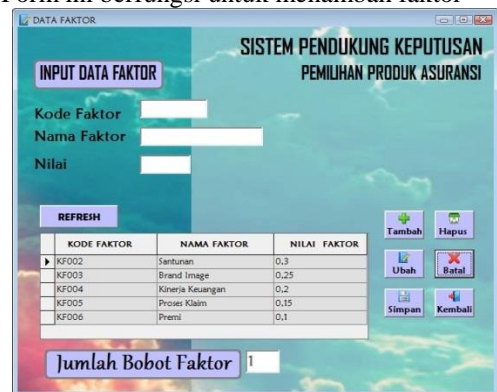 Form ini berfungsi untuk menambah faktor
DATA FAKTOR
SISTEM PENDUKUNG KEPUTUSAN
PEMILIHAN PRODUK ASURANSI
INPUT DATA FAKTOR
Kode Faktor
Nama Faktor
Nilai
REFRESH
KODE FAKTOR NAMA FAKTOR NILAI FAKTOR
KF002 Santunan 0,3
KF003 Brand Image 0,25
KF004 Kinerja Keuangan 0,2
KF005 Proses Klaim 0,15
KF006 Premi 0,1
Tambah Hapus
Ubah Batal
Simpan Kembali
Jumlah Bobot Faktor 1